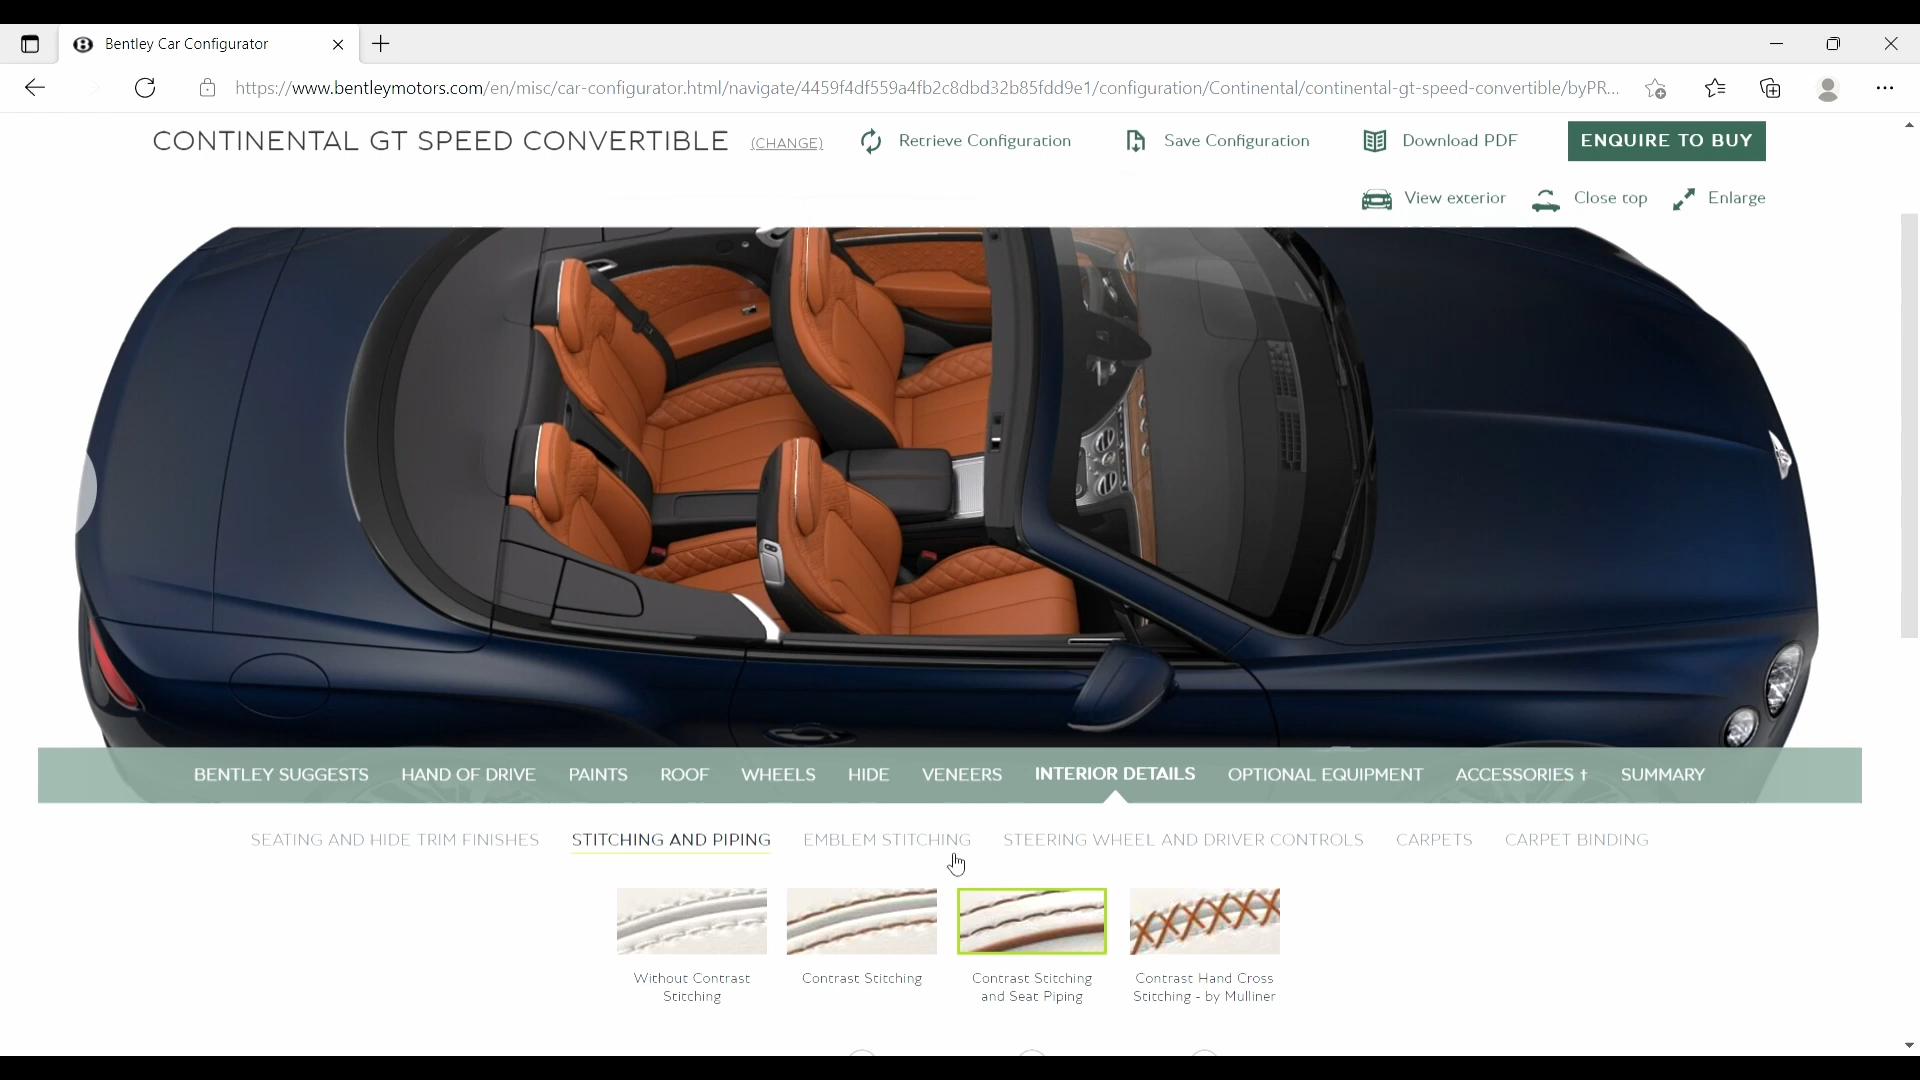 Bentley Car Configurator
https://www.bentleymotors.com/en/misc/car-configurator.html/navigate/4459f4df559a4fb2c8dbd32b85fdd9e1/configuration/Continental/continental-gt-speed-convertible/byPR...
CONTINENTAL GT SPEED CONVERTIBLE (CHANGE) Retrieve Configuration Save Configuration Download PDF ENQUIRE TO BUY
View exterior Close top Enlarge
BENTLEY SUGGESTS HAND OF DRIVE PAINTS ROOF WHEELS HIDE VENEERS INTERIOR DETAILS OPTIONAL EQUIPMENT ACCESSORIES † SUMMARY
SEATING AND HIDE TRIM FINISHES STITCHING AND PIPING EMBLEM STITCHING STEERING WHEEL AND DRIVER CONTROLS CARPETS CARPET BINDING
Without Contrast Stitching
Contrast Stitching
Contrast Stitching and Seat Piping
Contrast Hand Cross Stitching - by Mulliner